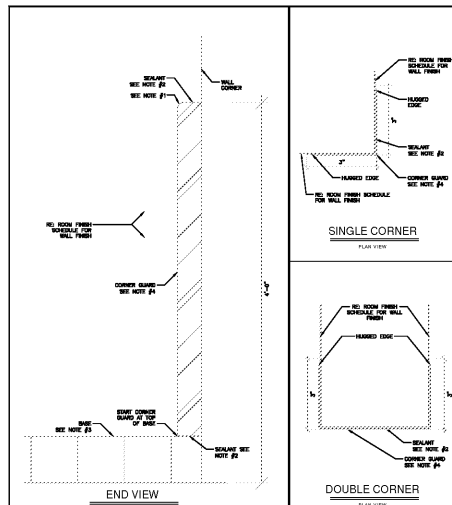 SEALANT
SEE NOTE #2
SEE NOTE #1
WALL
CORNER
RE: ROOM FINISH
SCHEDULE FOR
WALL FINISH
CORNER GUARD
SEE NOTE #4
4'-0"
START CORNER
GUARD AT TOP
OF BASE
BASE
SEE NOTE #3
SEALANT SEE
NOTE #2
END VIEW
RE: ROOM FINISH
SCHEDULE FOR
WALL FINISH
HUGGED
EDGE
SEALANT
SEE NOTE #2
CORNER GUARD
SEE NOTE #4
3"
HUGGED EDGE
RE: ROOM FINISH SCHEDULE
FOR WALL FINISH
SINGLE CORNER
PLAN VIEW
RE: ROOM FINISH
SCHEDULE FOR WALL
FINISH
HUGGED EDGE
SEALANT
SEE NOTE #2
CORNER GUARD
SEE NOTE #4
DOUBLE CORNER
PLAN VIEW